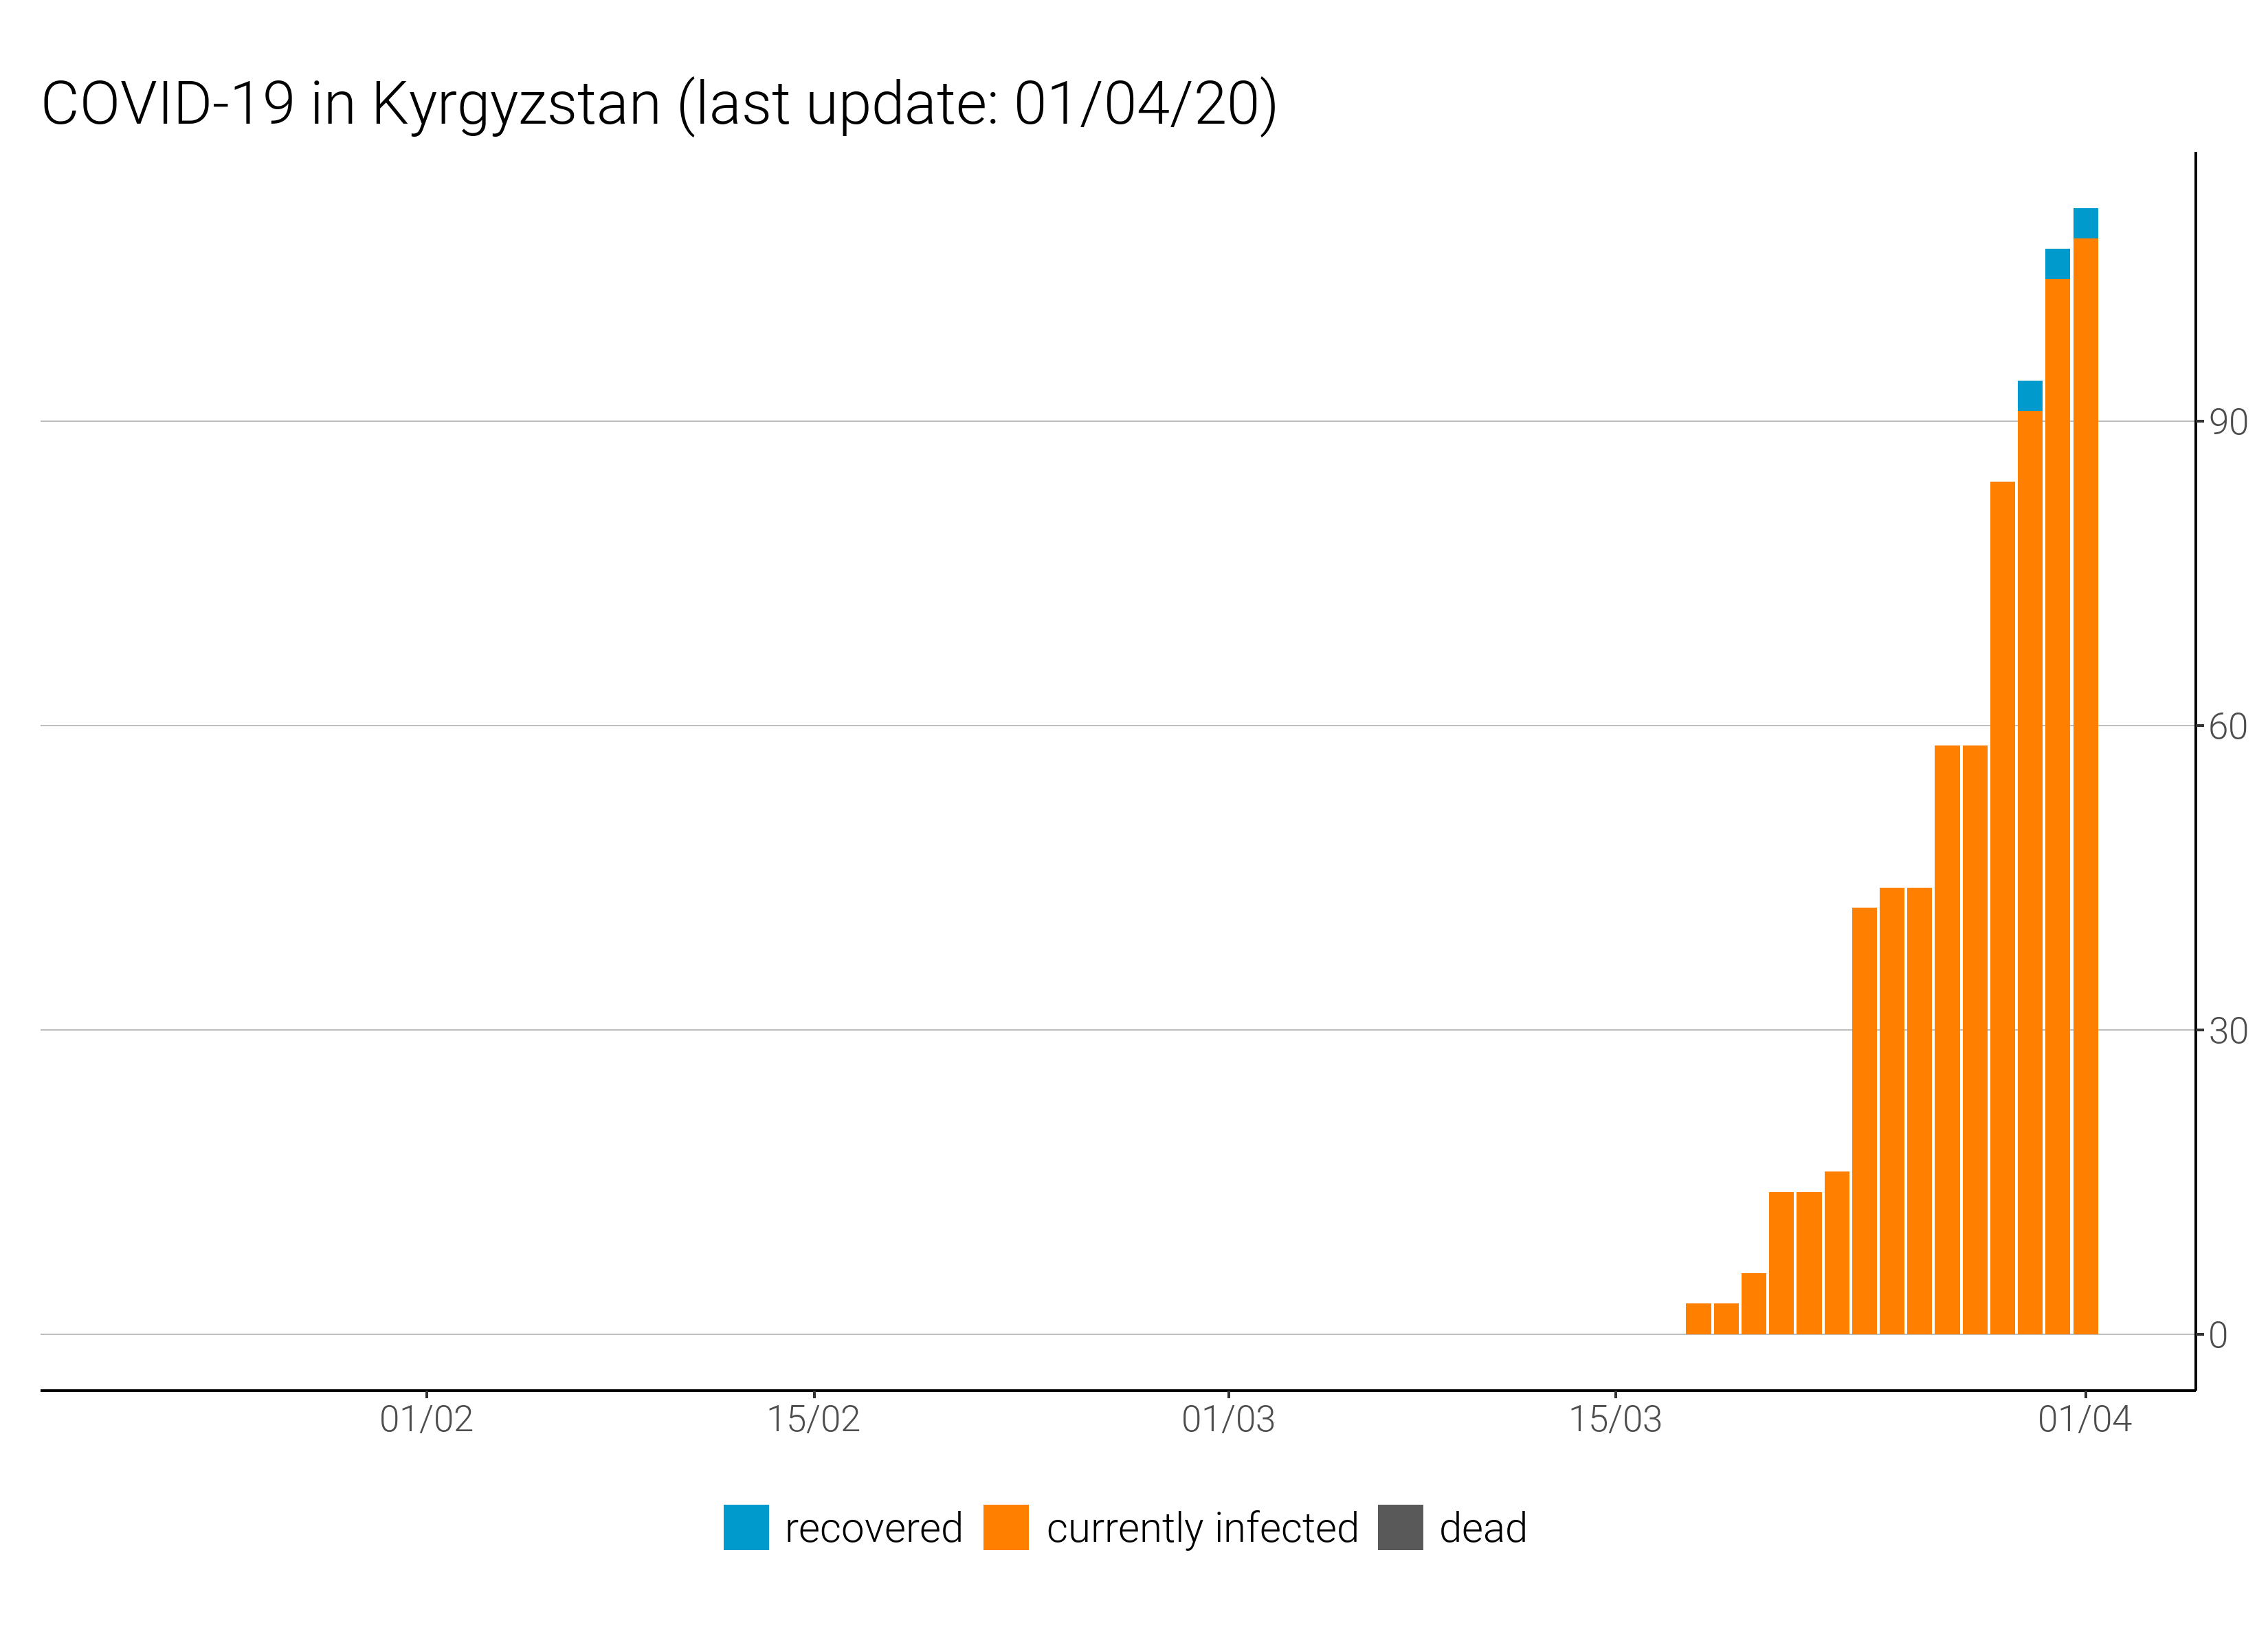 COVID-19 in Kyrgyzstan (last update: 01/04/20)
90
60
30
0
01/02 15/02 01/03 15/03 01/04
recovered currently infected dead